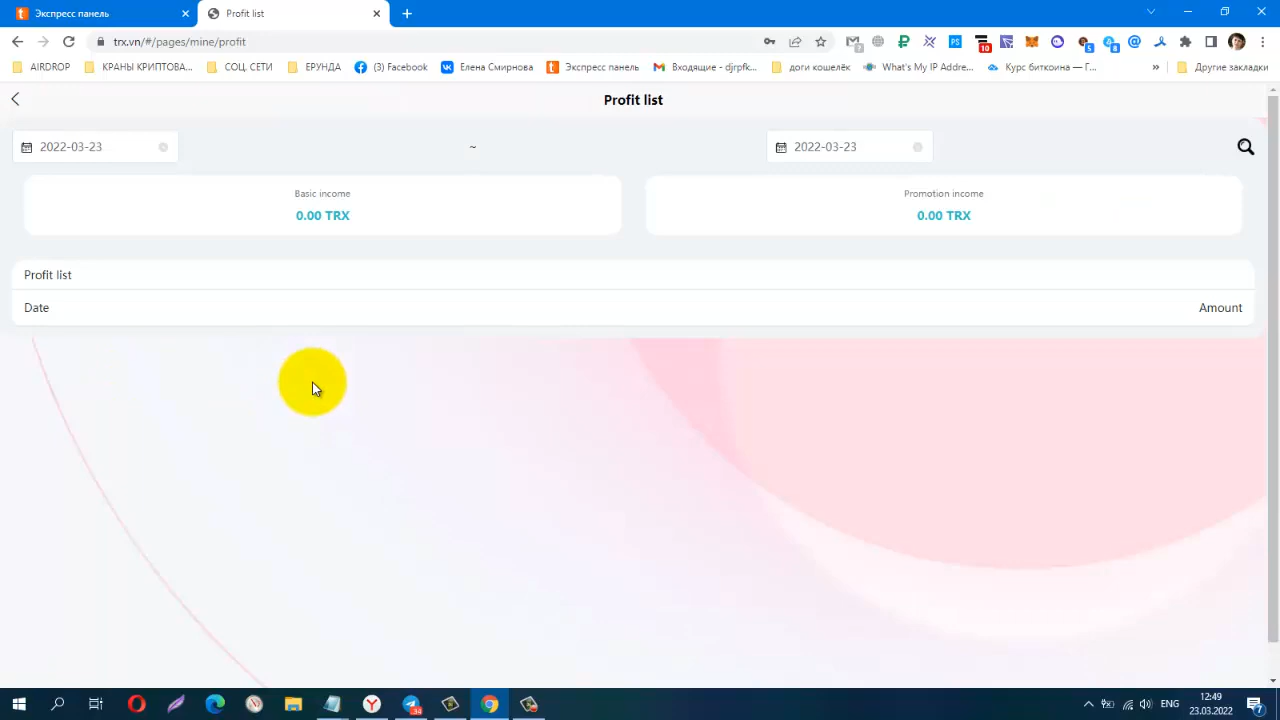 Экспресс панель
Profit list
trx.vn/#/pages/mine/profit
AIRDROP
КРАНЫ КРИПТОВА...
СОЦ. СЕТИ
ЕРУНДА
(3) Facebook
Елена Смирнова
Экспресс панель
Входящие - djrpfk...
доги кошелёк
What's My IP Addre...
Курс биткоина — Г...
»
Другие закладки
Profit list
2022-03-23
~
2022-03-23
Basic income
Promotion income
0.00 TRX
0.00 TRX
Profit list
Date
Amount
ENG
12:49
23.03.2022